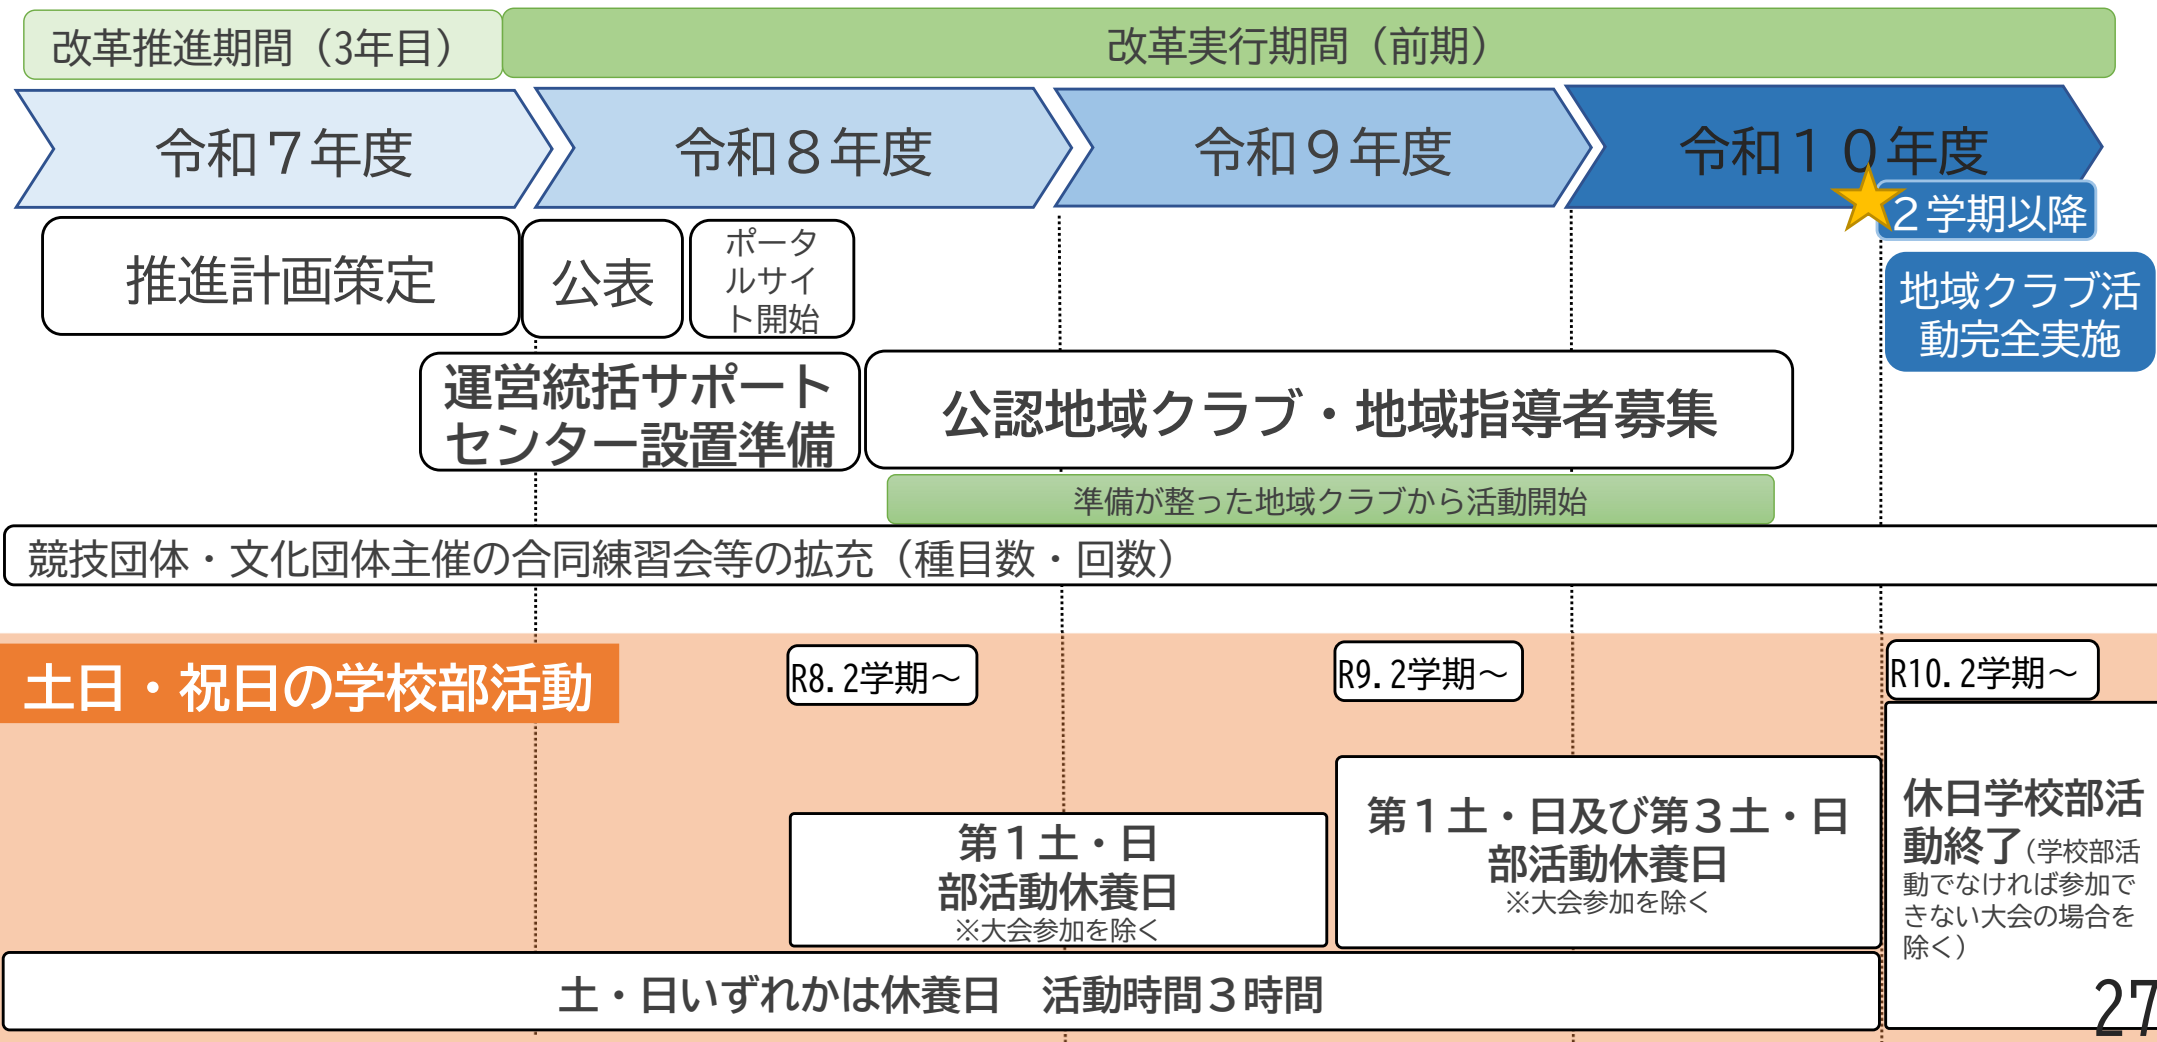 改革推進期間（3年目）
改革実行期間（前期）
令和７年度
令和８年度
令和９年度
令和１０年度
２学期以降
推進計画策定
公表
ポータ
ルサイ
ト開始
地域クラブ活
動完全実施
運営統括サポート
センター設置準備
公認地域クラブ・地域指導者募集
準備が整った地域クラブから活動開始
競技団体・文化団体主催の合同練習会等の拡充（種目数・回数）
土日・祝日の学校部活動
R8.2学期～
R9.2学期～
R10.2学期～
第１土・日
部活動休養日
※大会参加を除く
第１土・日及び第３土・日
部活動休養日
※大会参加を除く
休日学校部活
動終了（学校部活
動でなければ参加で
きない大会の場合を
除く）
土・日いずれかは休養日　活動時間３時間
27